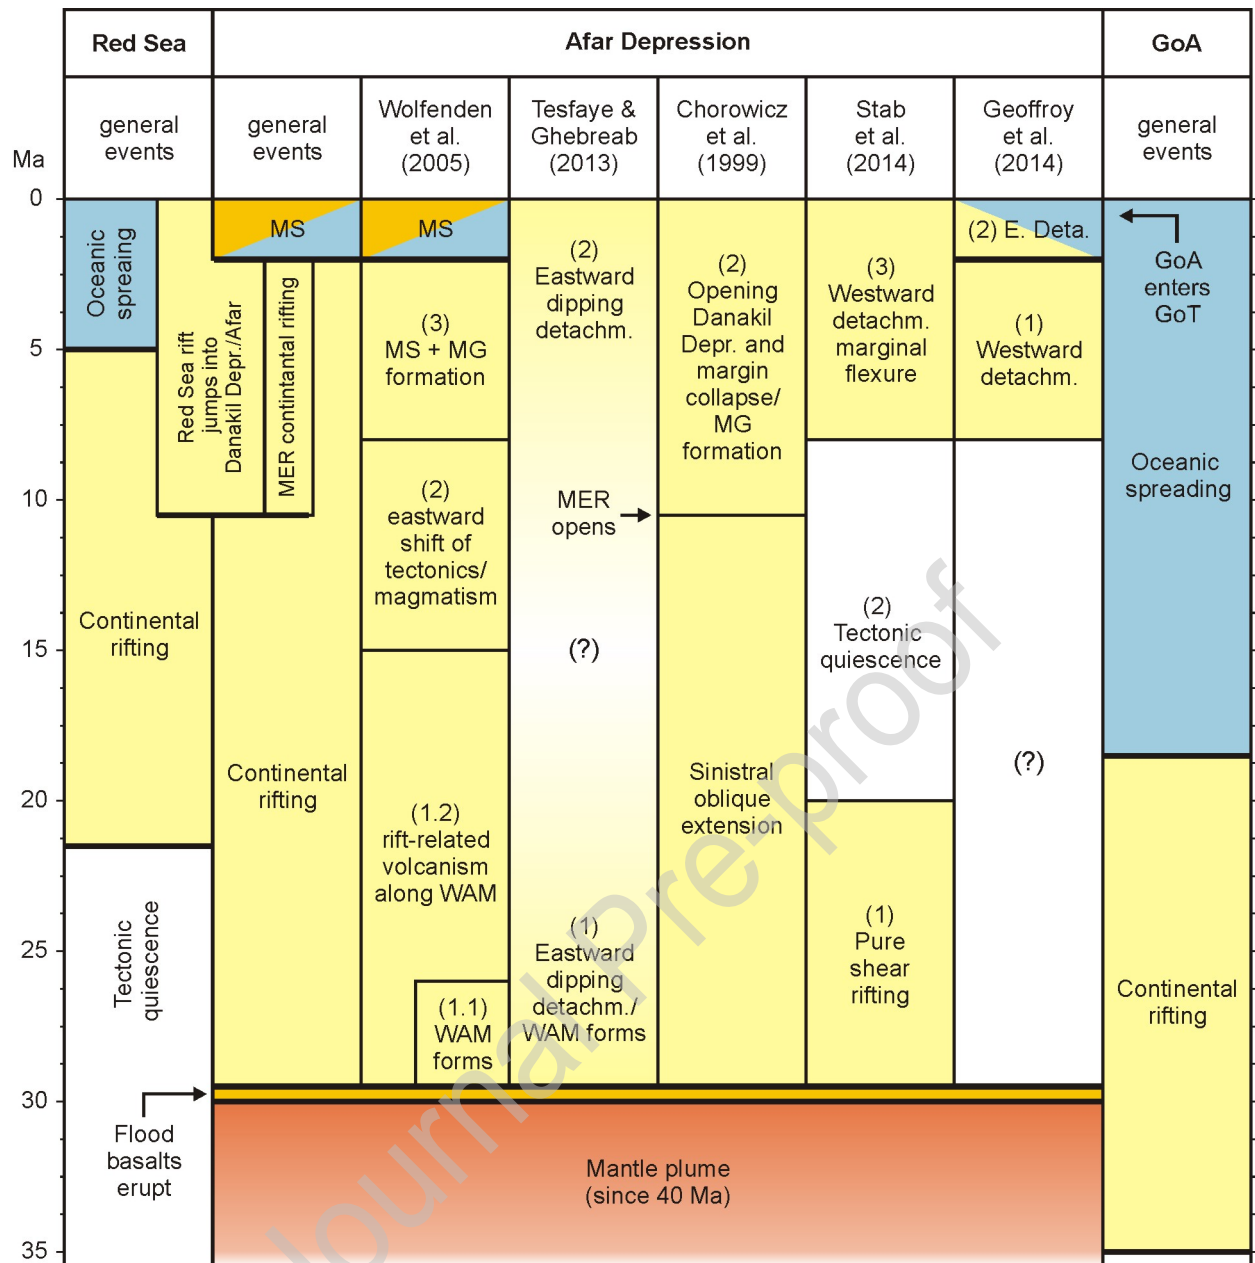 Red Sea
Afar Depression
GoA
Ma
general
events
general
events
Wolfenden
et al.
(2005)
Tesfaye &
Ghebreab
(2013)
Chorowicz
et al.
(1999)
Stab
et al.
(2014)
Geoffroy
et al.
(2014)
general
events
0
5
10
15
20
25
30
35
Oceanic
spreaing
Continental
rifting
Tectonic
quiescence
Flood
basalts
erupt
Red Sea rift
jumps into
Danakil Depr./Afar
MS
MER contintantal rifting
Continental
rifting
MS
(3)
MS + MG
formation
(2)
eastward
shift of
tectonics/
magmatism
(1.2)
rift-related
volcanism
along WAM
(1.1)
WAM
forms
(2)
Eastward
dipping
detachm.
MER
opens
(?)
(1)
Eastward
dipping
detachm./
WAM forms
(2)
Opening
Danakil
Depr. and
margin
collapse/
MG
formation
Sinistral
oblique
extension
(3)
Westward
detachm.
marginal
flexure
(2)
Tectonic
quiescence
(1)
Pure
shear
rifting
(2) E. Deta.
(1)
Westward
detachm.
(?)
GoA
enters
GoT
Oceanic
spreading
Continental
rifting
Mantle plume
(since 40 Ma)
Journal Pre-proof